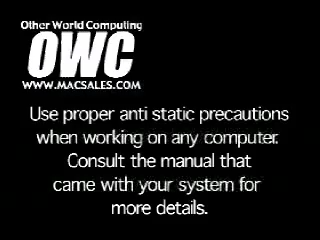 Other World Computing
OWC
WWW.MACSALES.COM
Use proper anti static precautions
when working on any computer.
Consult the manual that
came with your system for
more details.